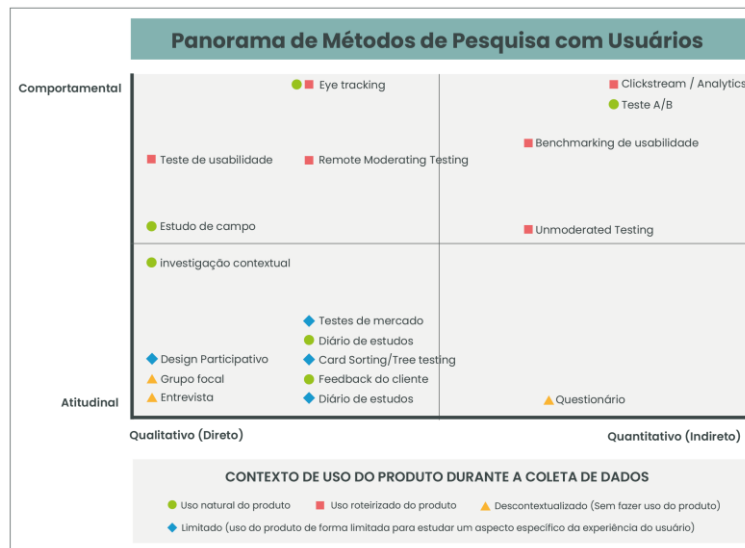 Panorama de Métodos de Pesquisa com Usuários
Comportamental
Eye tracking
Clickstream / Analytics
Teste A/B
Benchmarking de usabilidade
Teste de usabilidade
Remote Moderating Testing
Estudo de campo
Unmoderated Testing
investigação contextual
Testes de mercado
Diário de estudos
Design Participativo
Card Sorting/Tree testing
Grupo focal
Feedback do cliente
Entrevista
Diário de estudos
Questionário
Atitudinal
Qualitativo (Direto)
Quantitativo (Indireto)
CONTEXTO DE USO DO PRODUTO DURANTE A COLETA DE DADOS
Uso natural do produto
Uso roteirizado do produto
Descontextualizado (Sem fazer uso do produto)
Limitado (uso do produto de forma limitada para estudar um aspecto específico da experiência do usuário)